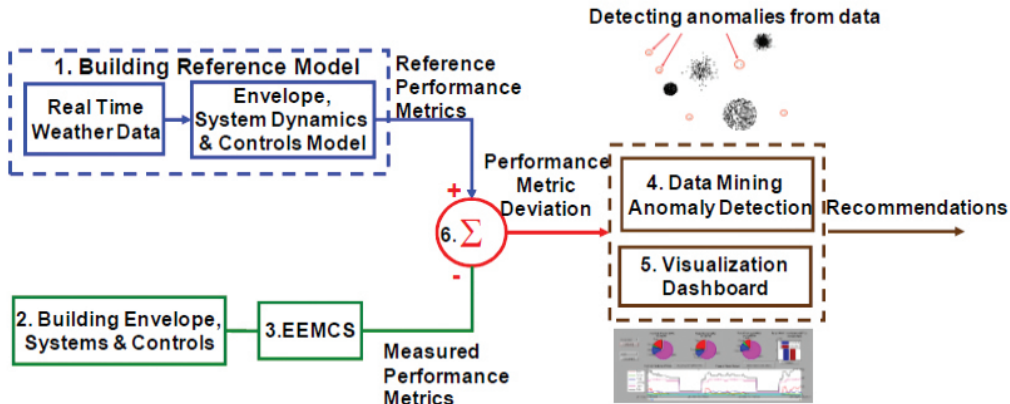 Detecting anomalies from data
1. Building Reference Model
Real Time
Weather Data
Envelope,
System Dynamics
& Controls Model
Reference
Performance
Metrics
+
6. Σ
-
Performance
Metric
Deviation
4. Data Mining
Anomaly Detection
5. Visualization
Dashboard
Recommendations
2. Building Envelope,
Systems & Controls
3.EEMCS
Measured
Performance
Metrics